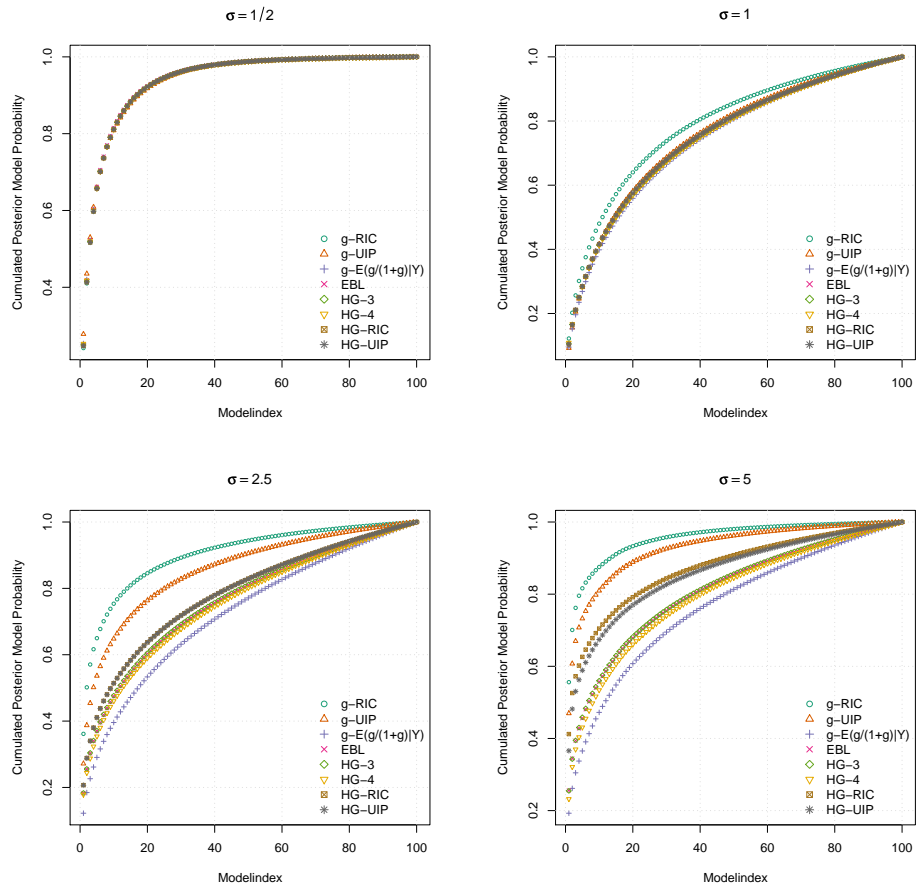 σ = 1/2
Cumulated Posterior Model Probability
1.0
0.8
0.6
0.4
0 20 40 60 80 100
Modelindex
g−RIC
g−UIP
g−E(g/(1+g)|Y)
EBL
HG−3
HG−4
HG−RIC
HG−UIP
σ = 1
Cumulated Posterior Model Probability
1.0
0.8
0.6
0.4
0.2
0 20 40 60 80 100
Modelindex
g−RIC
g−UIP
g−E(g/(1+g)|Y)
EBL
HG−3
HG−4
HG−RIC
HG−UIP
σ = 2.5
Cumulated Posterior Model Probability
1.0
0.8
0.6
0.4
0.2
0 20 40 60 80 100
Modelindex
g−RIC
g−UIP
g−E(g/(1+g)|Y)
EBL
HG−3
HG−4
HG−RIC
HG−UIP
σ = 5
Cumulated Posterior Model Probability
1.0
0.8
0.6
0.4
0.2
0 20 40 60 80 100
Modelindex
g−RIC
g−UIP
g−E(g/(1+g)|Y)
EBL
HG−3
HG−4
HG−RIC
HG−UIP